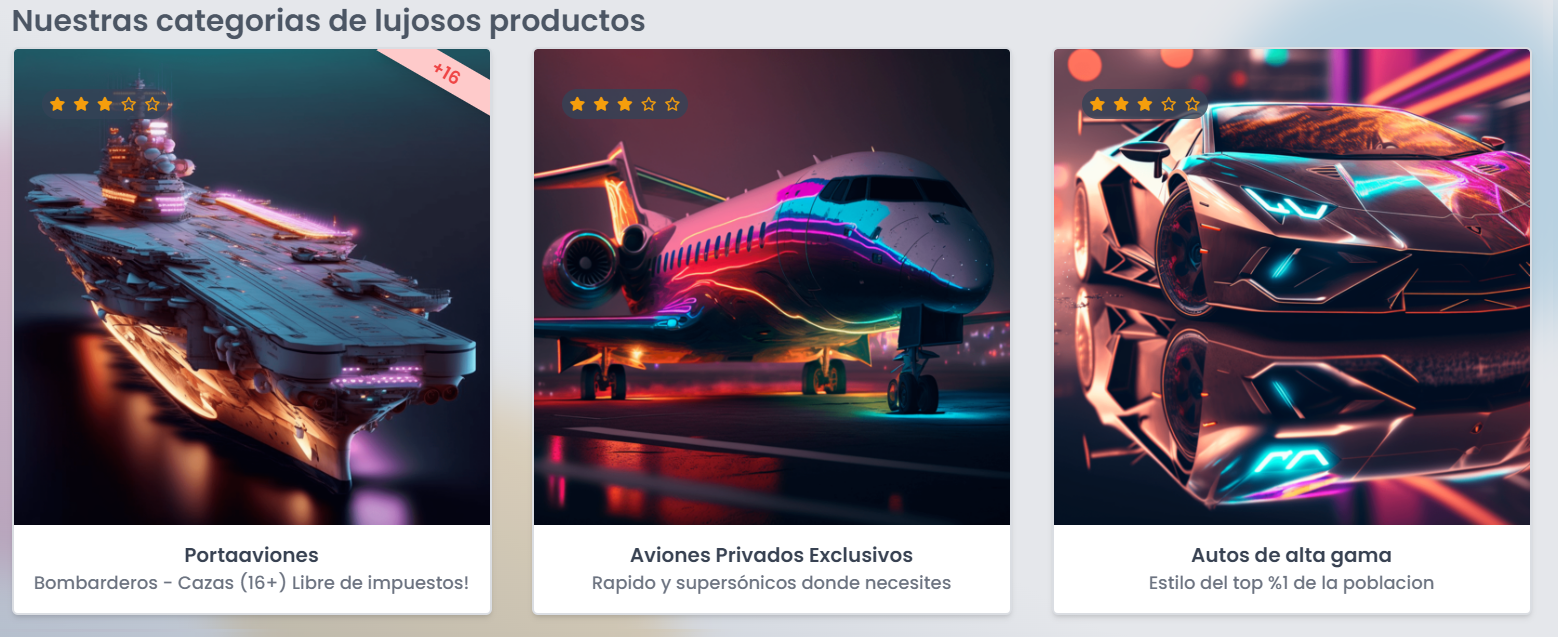 Nuestras categorias de lujosos productos
+16
Portaaviones
Bombarderos - Cazas (16+) Libre de impuestos!
Aviones Privados Exclusivos
Rapido y supersónicos donde necesites
Autos de alta gama
Estilo del top %1 de la poblacion